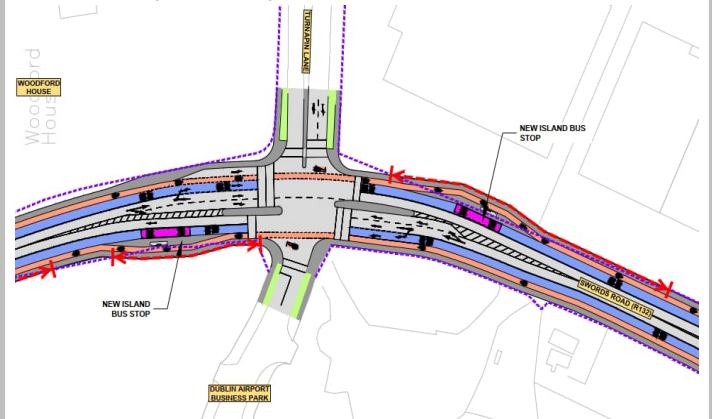 TURNAPIN LANE
WOODFORD
HOUSE
Woodford
House
NEW ISLAND BUS
STOP
SWORDS ROAD (R132)
NEW ISLAND
BUS STOP
DUBLIN AIRPORT
BUSINESS PARK